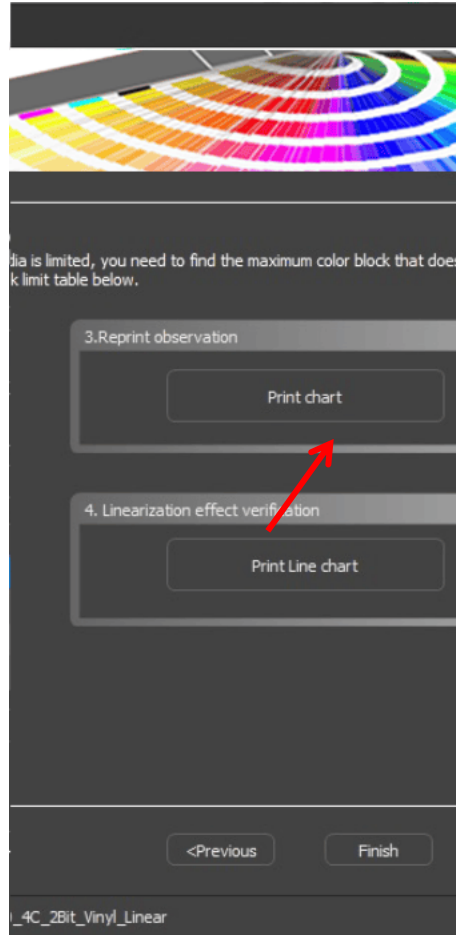 dia is limited, you need to find the maximum color block that does
k limit table below.
3.Reprint observation
Print chart
4. Linearization effect verification
Print Line chart
<Previous
Finish
_4C_2Bit_Vinyl_Linear